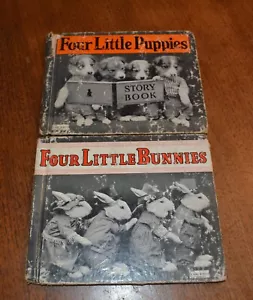 Four Little Puppies
STORY
BOOK
FOUR LITTLE BUNNIES